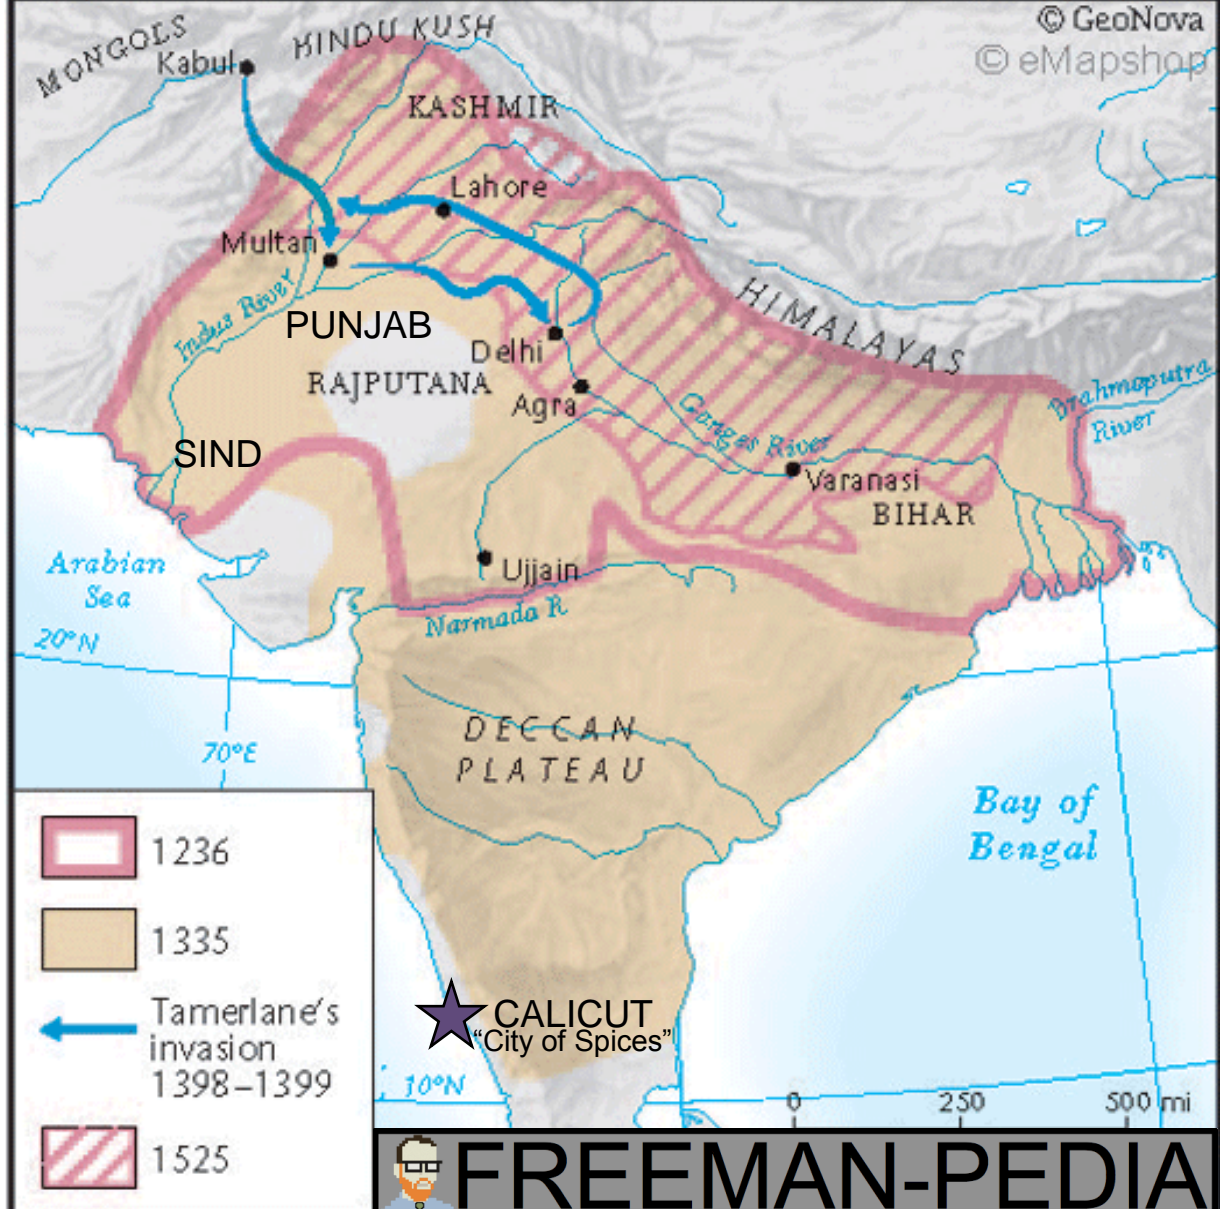 © GeoNova
© eMapshop
MONGOLS
HINDU KUSH
Kabul
KASHMIR
Lahore
Multan
Indus River
PUNJAB
Delhi
RAJPUTANA
Agra
HIMALAYAS
Brahmaputra
River
Ganges River
SIND
Varanasi
BIHAR
Ujjain
Arabian
Sea
Narmada R
20°N
70°E
DECCAN
PLATEAU
Bay of
Bengal
1236
1335
Tamerlane's
invasion
1398–1399
1525
CALICUT
"City of Spices"
10°N
0 250 500 mi
FREEMAN-PEDIA